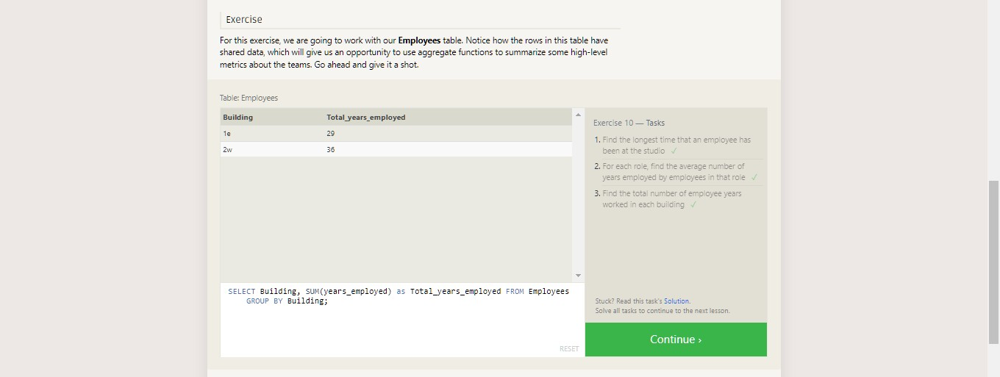 Exercise
For this exercise, we are going to work with our Employees table. Notice how the rows in this table have
shared data, which will give us an opportunity to use aggregate functions to summarize some high-level
metrics about the teams. Go ahead and give it a shot.
Table: Employees
Building Total_years_employed
1e 29
2w 36
SELECT Building, SUM(years_employed) as Total_years_employed FROM Employees
GROUP BY Building;
RESET
Exercise 10 — Tasks
1. Find the longest time that an employee has
been at the studio ✓
2. For each role, find the average number of
years employed by employees in that role ✓
3. Find the total number of employee years
worked in each building ✓
Stuck? Read this task's Solution.
Solve all tasks to continue to the next lesson.
Continue ›